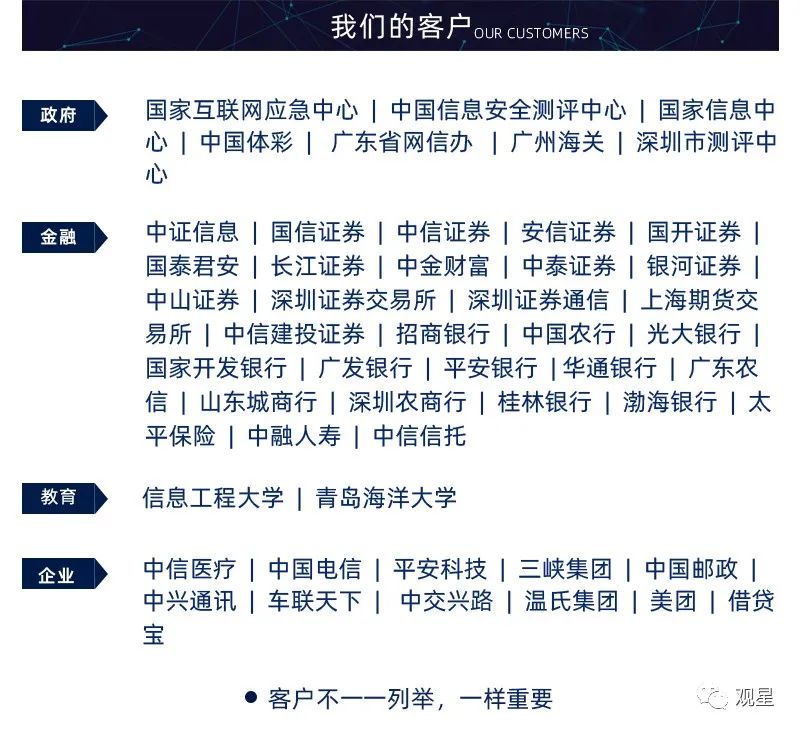 我们的客户OUR CUSTOMERS
政府
国家互联网应急中心 | 中国信息安全测评中心 | 国家信息中
心 | 中国体彩 | 广东省网信办 | 广州海关 | 深圳市测评中
心
金融
中证信息 | 国信证券 | 中信证券 | 安信证券 | 国开证券 |
国泰君安 | 长江证券 | 中金财富 | 中泰证券 | 银河证券 |
中山证券 | 深圳证券交易所 | 深圳证券通信 | 上海期货交
易所 | 中信建投证券 | 招商银行 | 中国农行 | 光大银行 |
国家开发银行 | 广发银行 | 平安银行 |华通银行 | 广东农
信 | 山东城商行 | 深圳农商行 | 桂林银行 | 渤海银行 | 太
平保险 | 中融人寿 | 中信信托
教育
信息工程大学 | 青岛海洋大学
企业
中信医疗 | 中国电信 | 平安科技 | 三峡集团 | 中国邮政 |
中兴通讯 | 车联天下 | 中交兴路 | 温氏集团 | 美团 | 借贷
宝
● 客户不一一列举，一样重要
观星